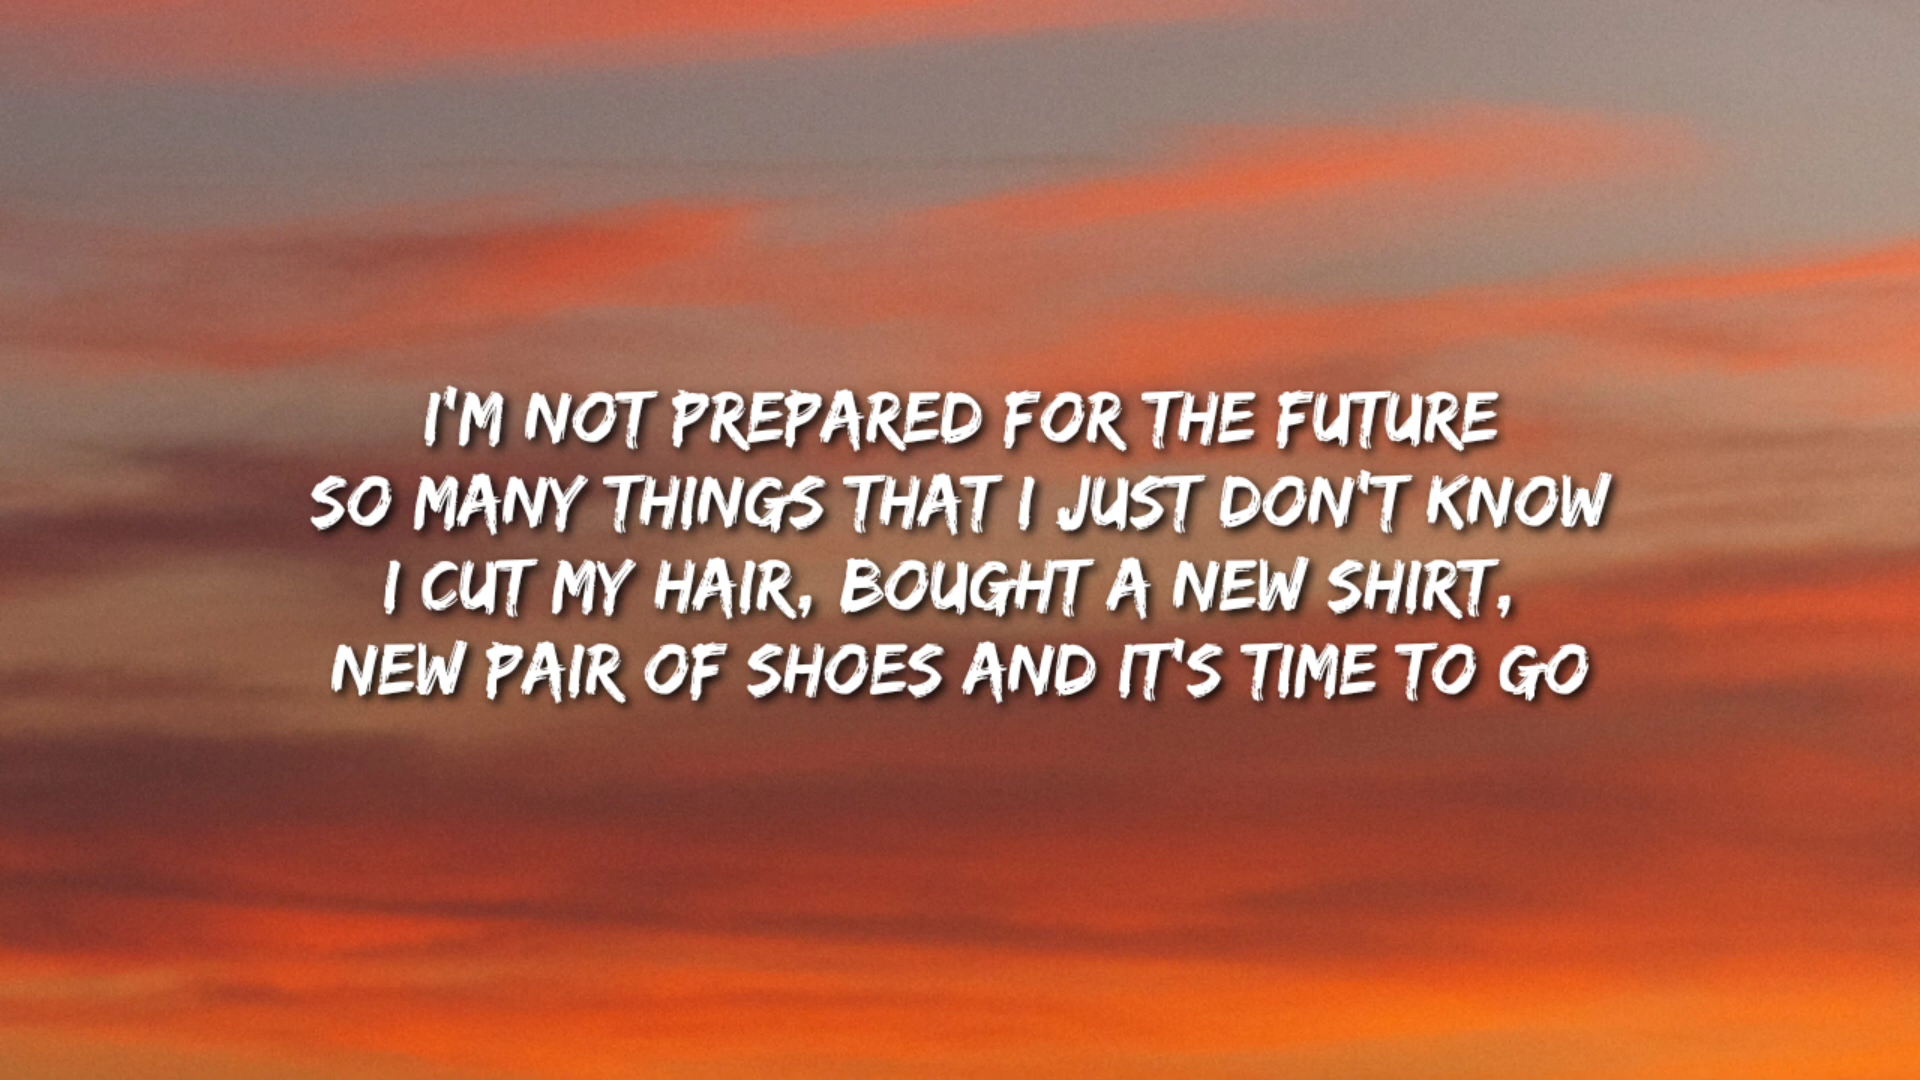 I'M NOT PREPARED FOR THE FUTURE
SO MANY THINGS THAT I JUST DON'T KNOW
I CUT MY HAIR, BOUGHT A NEW SHIRT,
NEW PAIR OF SHOES AND IT'S TIME TO GO